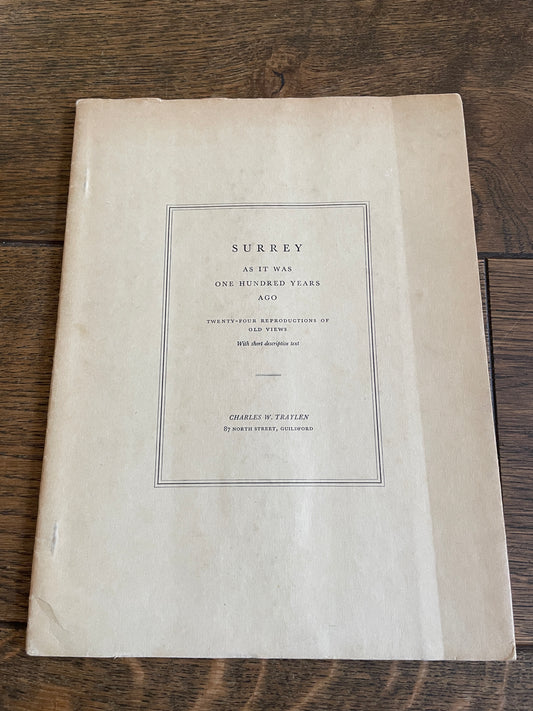 SURREY
AS IT WAS
ONE HUNDRED YEARS
AGO
TWENTY-FOUR REPRODUCTIONS OF
OLD VIEWS
With short descriptive text
CHARLES W. TRAYLEN
87 NORTH STREET, GUILDFORD